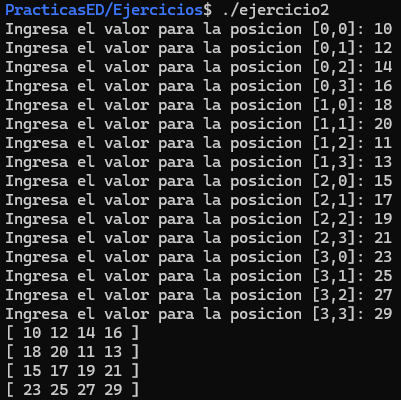 PracticasED/Ejercicios$ ./ejercicio2
Ingresa el valor para la posicion [0,0]: 10
Ingresa el valor para la posicion [0,1]: 12
Ingresa el valor para la posicion [0,2]: 14
Ingresa el valor para la posicion [0,3]: 16
Ingresa el valor para la posicion [1,0]: 18
Ingresa el valor para la posicion [1,1]: 20
Ingresa el valor para la posicion [1,2]: 11
Ingresa el valor para la posicion [1,3]: 13
Ingresa el valor para la posicion [2,0]: 15
Ingresa el valor para la posicion [2,1]: 17
Ingresa el valor para la posicion [2,2]: 19
Ingresa el valor para la posicion [2,3]: 21
Ingresa el valor para la posicion [3,0]: 23
Ingresa el valor para la posicion [3,1]: 25
Ingresa el valor para la posicion [3,2]: 27
Ingresa el valor para la posicion [3,3]: 29
[ 10 12 14 16 ]
[ 18 20 11 13 ]
[ 15 17 19 21 ]
[ 23 25 27 29 ]